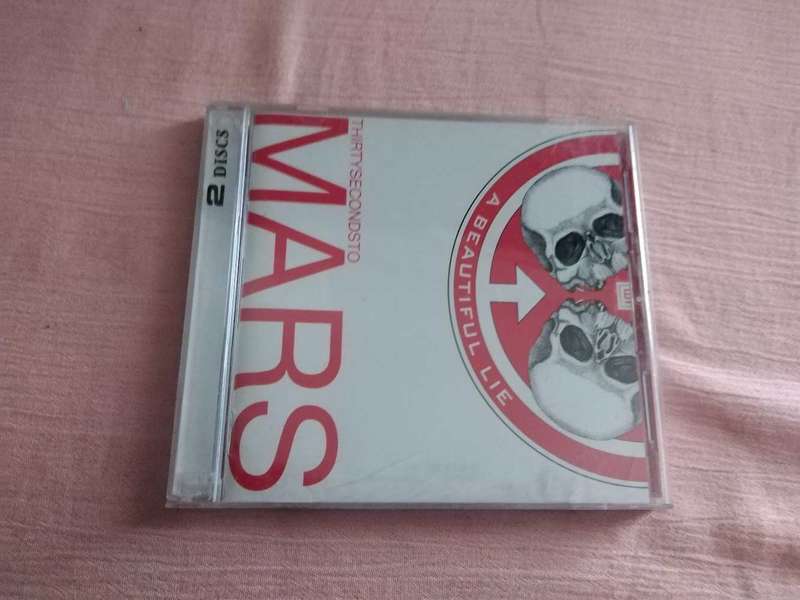 2 DISCS
THIRTYSECONDSTO
MARS
A BEAUTIFUL LIE